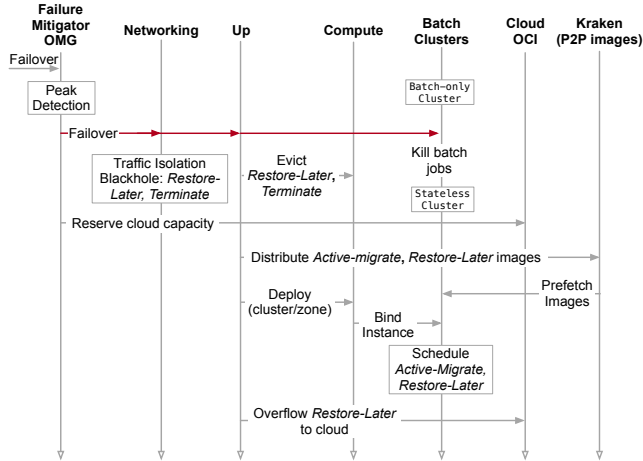 Failure
Mitigator
OMG
Networking
Up
Compute
Batch
Clusters
Cloud
OCI
Kraken
(P2P images)
Failover
Peak
Detection
Batch-only
Cluster
Failover
Traffic Isolation
Blackhole: Restore-
Later, Terminate
Evict
Restore-Later,
Terminate
Kill batch
jobs
Stateless
Cluster
Reserve cloud capacity
Distribute Active-migrate, Restore-Later images
Prefetch
Images
Deploy
(cluster/zone)
Bind
Instance
Schedule
Active-Migrate,
Restore-Later
Overflow Restore-Later
to cloud